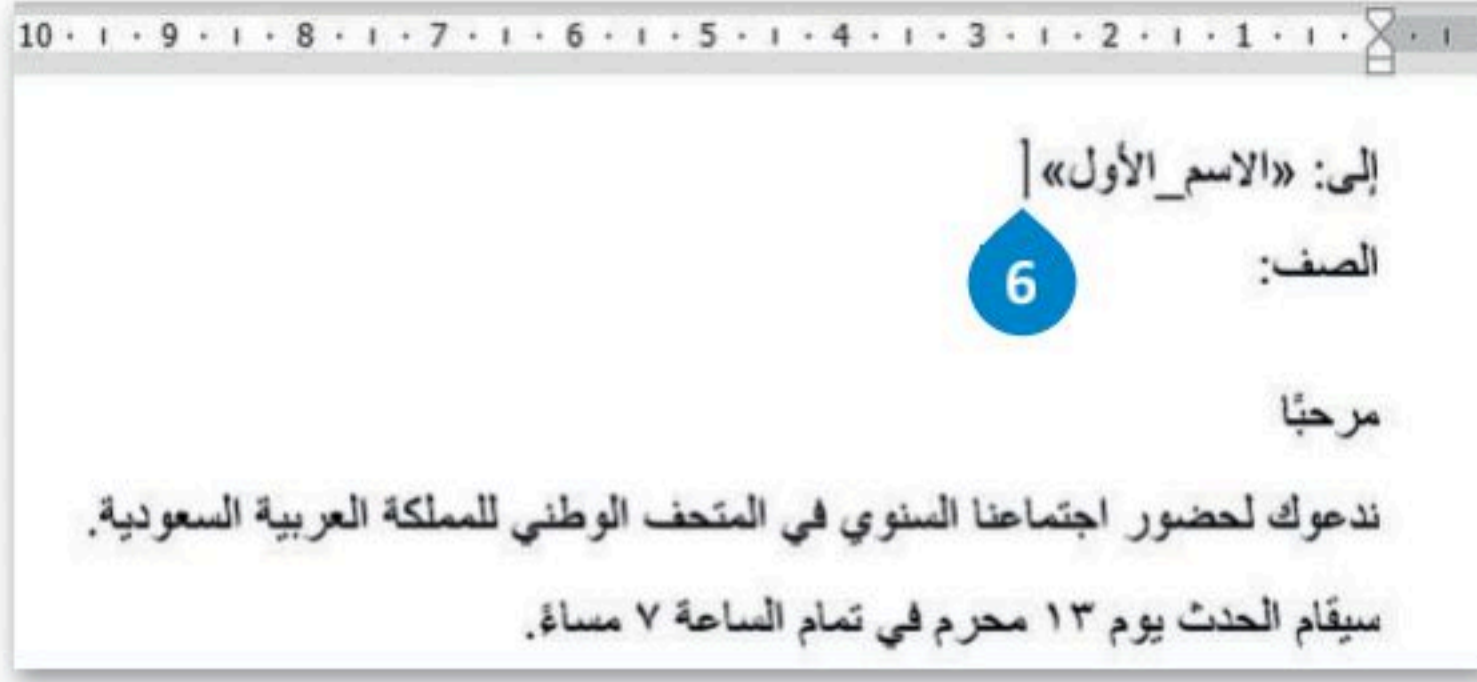 10 · ı · 9 · ı · 8 · ı · 7 · ı · 6 · ı · 5 · ı · 4 · ı · 3 · ı · 2 · ı · 1 · ı · · ı
إلى: «الاسم_الأول»
6
الصف:
مرحبًا
ندعوك لحضور اجتماعنا السنوي في المتحف الوطني للمملكة العربية السعودية.
سيقام الحدث يوم ١٣ محرم في تمام الساعة ٧ مساءً.